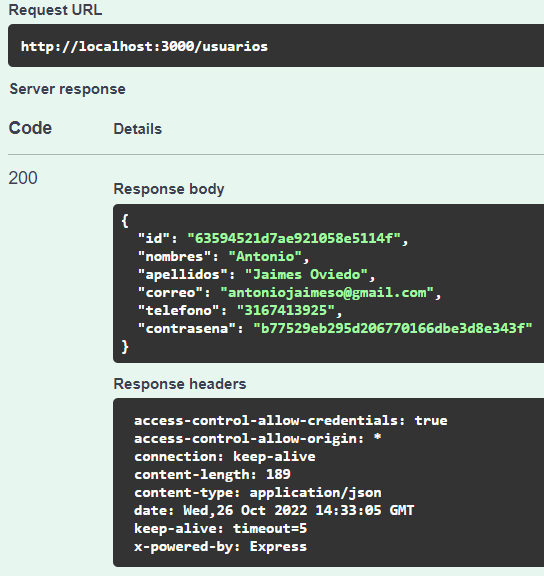 Request URL
http://localhost:3000/usuarios
Server response
Code Details
200
Response body
{
"id": "63594521d7ae921058e5114f",
"nombres": "Antonio",
"apellidos": "Jaimes Oviedo",
"correo": "antoniojaimeso@gmail.com",
"telefono": "3167413925",
"contrasena": "b77529eb295d206770166dbe3d8e343f"
}
Response headers
access-control-allow-credentials: true
access-control-allow-origin: *
connection: keep-alive
content-length: 189
content-type: application/json
date: Wed,26 Oct 2022 14:33:05 GMT
keep-alive: timeout=5
x-powered-by: Express